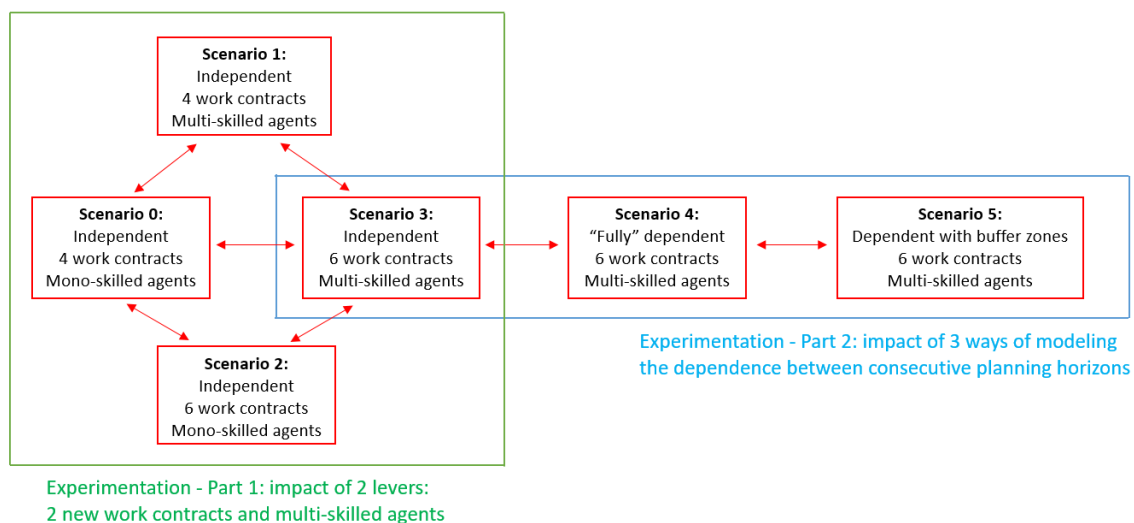 Scenario 1:
Independent
4 work contracts
Multi-skilled agents
Scenario 0:
Independent
4 work contracts
Mono-skilled agents
Scenario 3:
Independent
6 work contracts
Multi-skilled agents
Scenario 4:
“Fully” dependent
6 work contracts
Multi-skilled agents
Scenario 5:
Dependent with buffer zones
6 work contracts
Multi-skilled agents
Scenario 2:
Independent
6 work contracts
Mono-skilled agents
Experimentation - Part 2: impact of 3 ways of modeling
the dependence between consecutive planning horizons
Experimentation - Part 1: impact of 2 levers:
2 new work contracts and multi-skilled agents